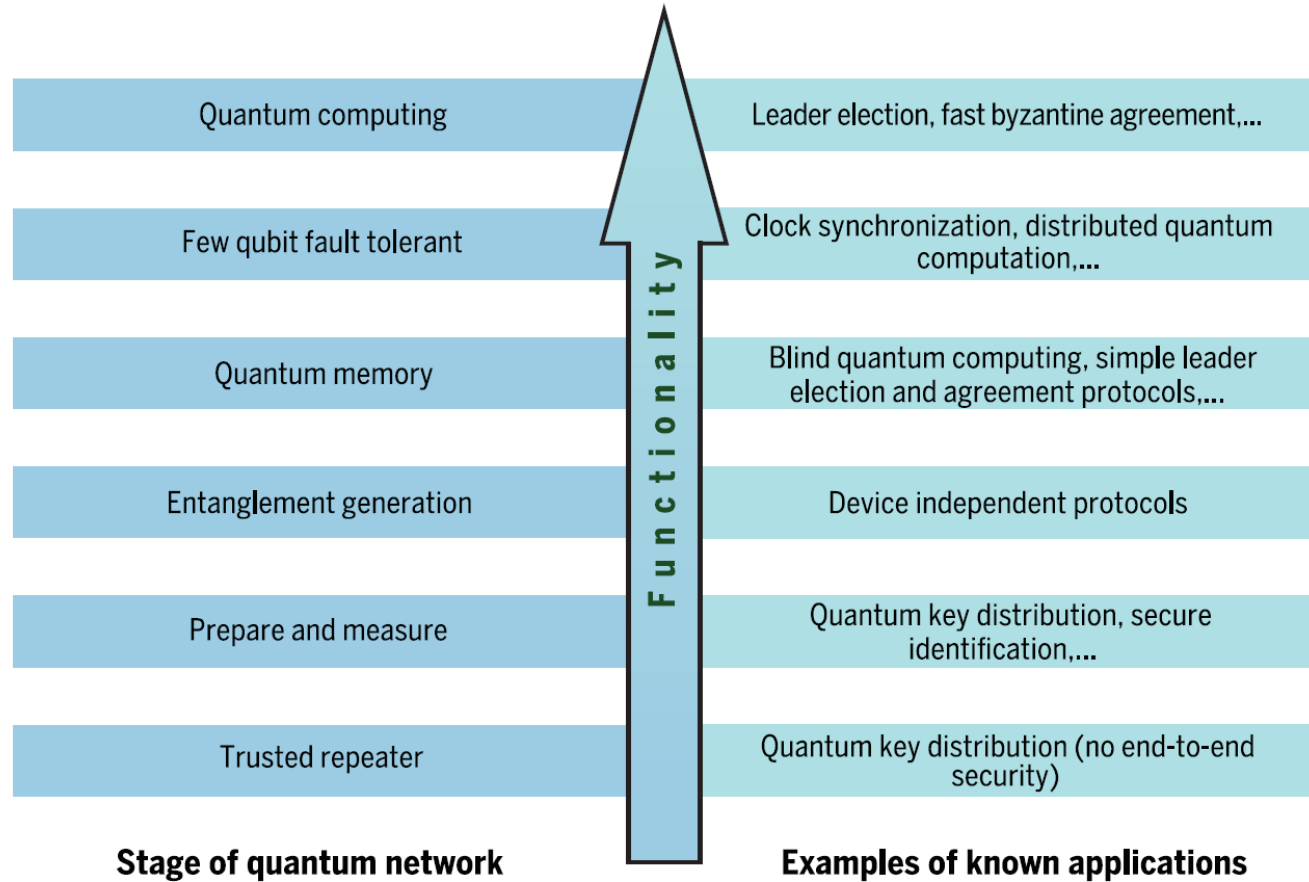 Quantum computing
Leader election, fast byzantine agreement,...
Few qubit fault tolerant
Clock synchronization, distributed quantum
computation,...
Quantum memory
Blind quantum computing, simple leader
election and agreement protocols,...
Entanglement generation
Device independent protocols
Prepare and measure
Quantum key distribution, secure
identification,...
Trusted repeater
Quantum key distribution (no end-to-end
security)
Functionality
Stage of quantum network
Examples of known applications